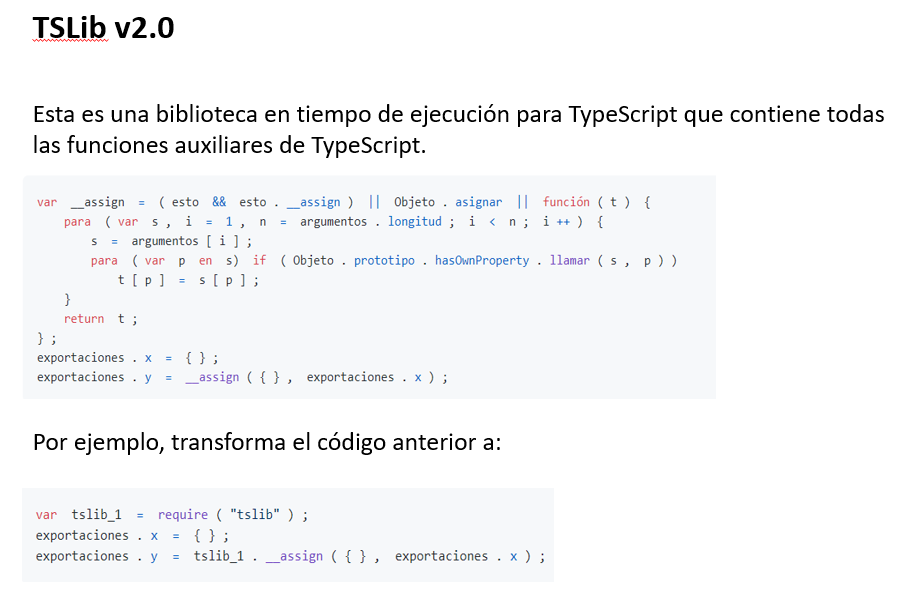 TSLib v2.0
Esta es una biblioteca en tiempo de ejecución para TypeScript que contiene todas
las funciones auxiliares de TypeScript.
var __assign = ( esto && esto . __assign ) || Objeto . asignar || función ( t ) {
para ( var s , i = 1 , n = argumentos . longitud ; i < n ; i ++ ) {
s = argumentos [ i ] ;
para ( var p en s) if ( Objeto . prototipo . hasOwnProperty . llamar ( s , p ) )
t [ p ] = s [ p ] ;
}
return t ;
} ;
exportaciones . x = { } ;
exportaciones . y = __assign ( { } , exportaciones . x ) ;
Por ejemplo, transforma el código anterior a:
var tslib_1 = require ( "tslib" ) ;
exportaciones . x = { } ;
exportaciones . y = tslib_1 . __assign ( { } , exportaciones . x ) ;